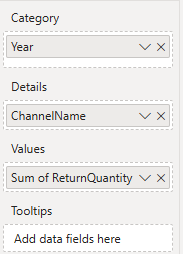 Category
Year
Details
ChannelName
Values
Sum of ReturnQuantity
Tooltips
Add data fields here